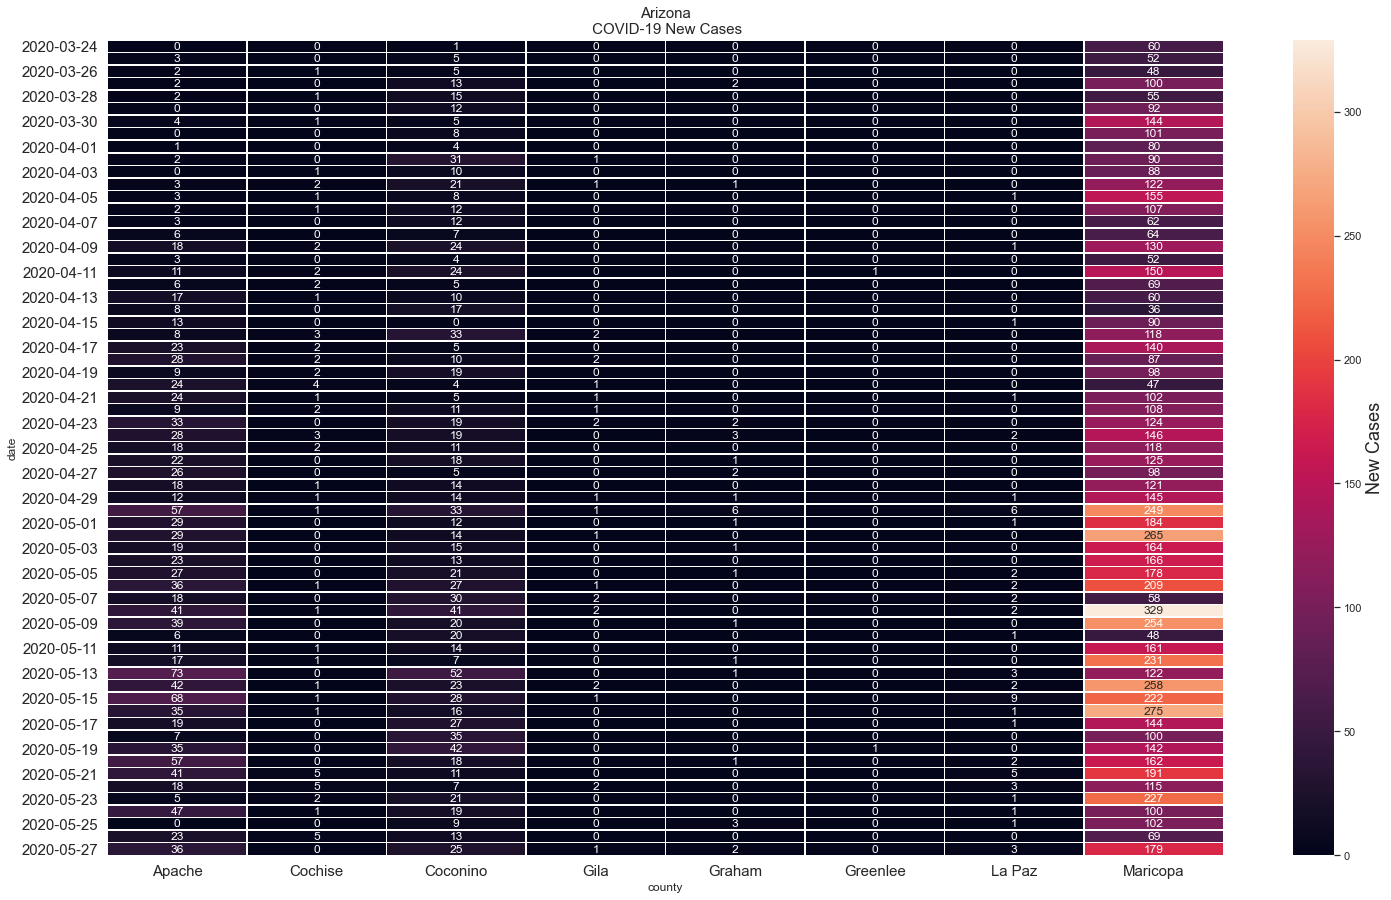 Arizona
COVID-19 New Cases
2020-03-24 0 0 1 0 0 0 0 60
3 0 5 0 0 0 0 52
2020-03-26 2 1 5 0 0 0 0 48
2 0 13 0 2 0 0 100
2020-03-28 2 1 15 0 0 0 0 55
0 0 12 0 0 0 0 92
2020-03-30 4 1 5 0 0 0 0 144
0 0 8 0 0 0 0 101
2020-04-01 1 0 4 0 0 0 0 80
2 0 31 1 0 0 0 90
2020-04-03 0 1 10 0 0 0 0 88
3 2 21 1 1 0 0 122
2020-04-05 3 1 8 0 0 0 1 155
2 1 12 0 0 0 0 107
2020-04-07 3 0 12 0 0 0 0 62
6 0 7 0 0 0 0 64
2020-04-09 18 2 24 0 0 0 1 130
3 0 4 0 0 0 0 52
2020-04-11 11 2 24 0 0 1 0 150
6 2 5 0 0 0 0 69
2020-04-13 17 1 10 0 0 0 0 60
8 0 17 0 0 0 0 36
2020-04-15 13 0 0 0 0 0 1 90
8 3 33 2 0 0 0 118
2020-04-17 23 2 5 0 0 0 0 140
28 2 10 2 0 0 0 87
2020-04-19 9 2 19 0 0 0 0 98
24 4 4 1 0 0 0 47
2020-04-21 24 1 5 1 0 0 1 102
9 2 11 1 0 0 0 108
2020-04-23 33 0 19 2 2 0 0 124
28 3 19 0 3 0 2 146
2020-04-25 18 2 11 0 0 0 0 118
22 0 18 0 1 0 0 125
2020-04-27 26 0 5 0 2 0 0 98
18 1 14 0 0 0 0 121
2020-04-29 12 1 14 1 1 0 1 145
57 1 33 1 6 0 6 249
2020-05-01 29 0 12 0 1 0 1 184
29 0 14 1 0 0 0 265
2020-05-03 19 0 15 0 1 0 0 164
23 0 13 0 0 0 0 166
2020-05-05 27 0 21 0 1 0 2 178
36 1 27 1 0 0 2 209
2020-05-07 18 0 30 2 0 0 2 58
41 1 41 2 0 0 2 329
2020-05-09 39 0 20 0 1 0 0 254
6 0 20 0 0 0 1 48
2020-05-11 11 1 14 0 0 0 0 161
17 1 7 0 1 0 0 231
2020-05-13 73 0 52 0 1 0 3 122
42 1 23 2 0 0 2 258
2020-05-15 68 1 28 1 0 0 9 222
35 1 16 0 0 0 1 275
2020-05-17 19 0 27 0 0 0 1 144
7 0 35 0 0 0 0 100
2020-05-19 35 0 42 0 0 1 0 142
57 0 18 0 1 0 2 162
2020-05-21 41 5 11 0 0 0 5 191
18 5 7 2 0 0 3 115
2020-05-23 5 2 21 0 0 0 1 227
47 1 19 0 0 0 1 100
2020-05-25 0 0 9 0 3 0 1 102
23 5 13 0 0 0 0 69
2020-05-27 36 0 25 1 2 0 3 179
Apache Cochise Coconino Gila Graham Greenlee La Paz Maricopa
county
date
300
250
200
150
100
50
0
New Cases